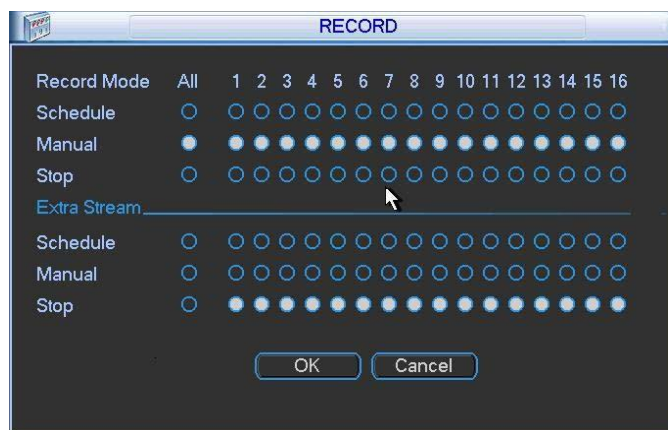 RECORD
Record Mode All 1 2 3 4 5 6 7 8 9 10 11 12 13 14 15 16
Schedule
Manual
Stop
Extra Stream
Schedule
Manual
Stop
OK Cancel